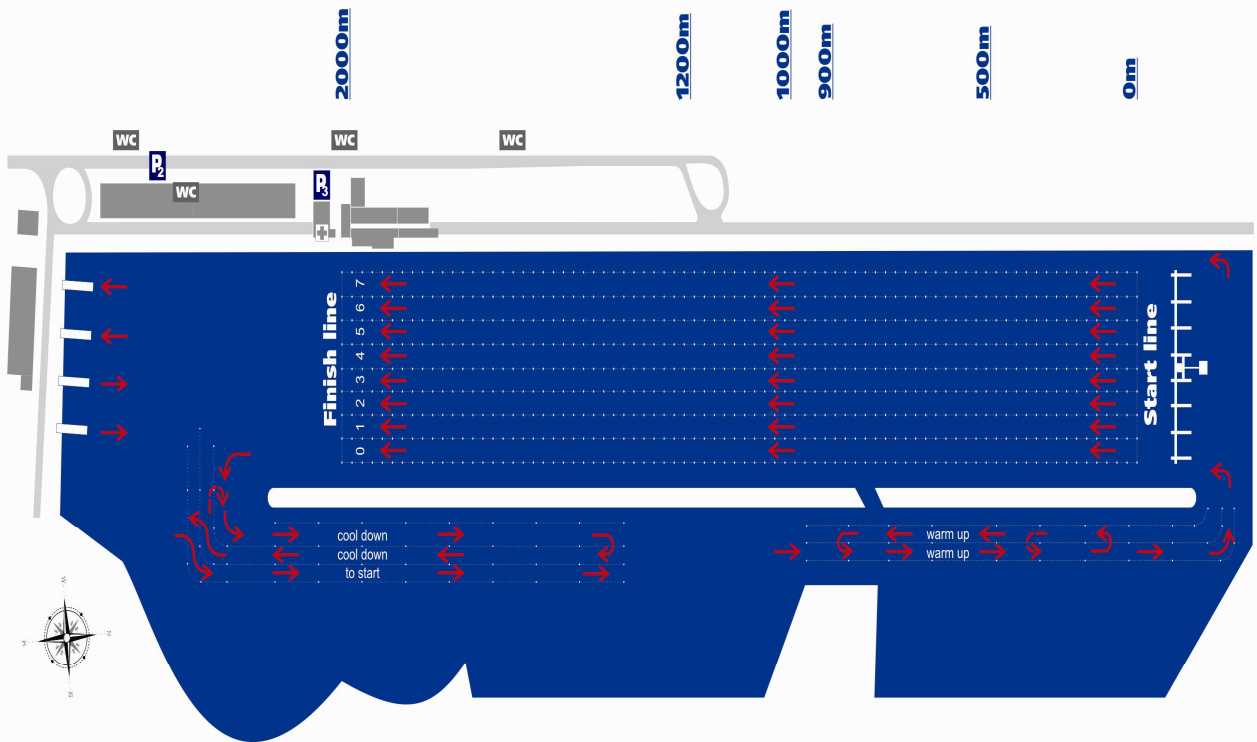 2000m
1200m
1000m
900m
500m
0m
WC
WC
WC
P2
WC
P3
Finish line
7
6
5
4
3
2
1
0
Start line
cool down
cool down
to start
warm up
warm up